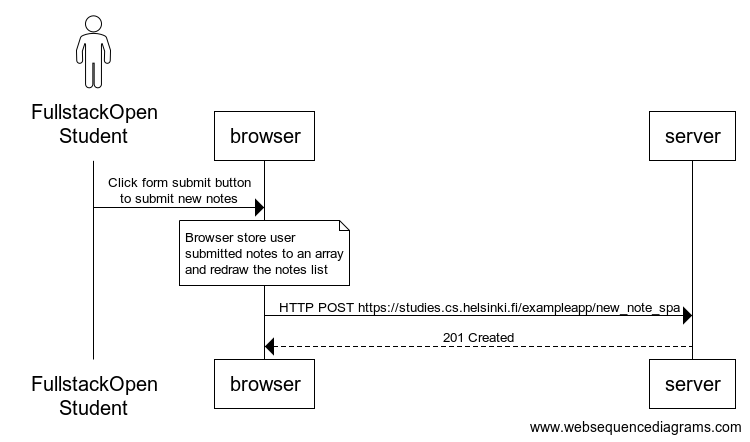 FullstackOpen
Student
browser
server
Click form submit button
to submit new notes
Browser store user
submitted notes to an array
and redraw the notes list
HTTP POST https://studies.cs.helsinki.fi/exampleapp/new_note_spa
201 Created
FullstackOpen
Student
browser
server
www.websequencediagrams.com